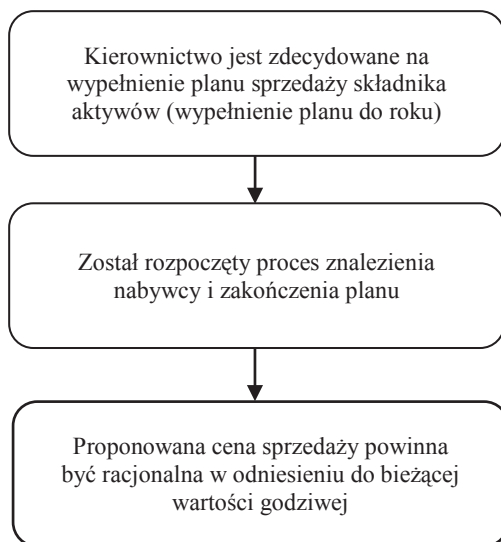 Kierownictwo jest zdecydowane na
wypełnienie planu sprzedaży składnika
aktywów (wypełnienie planu do roku)
Został rozpoczęty proces znalezienia
nabywcy i zakończenia planu
Proponowana cena sprzedaży powinna
być racjonalna w odniesieniu do bieżącej
wartości godziwej